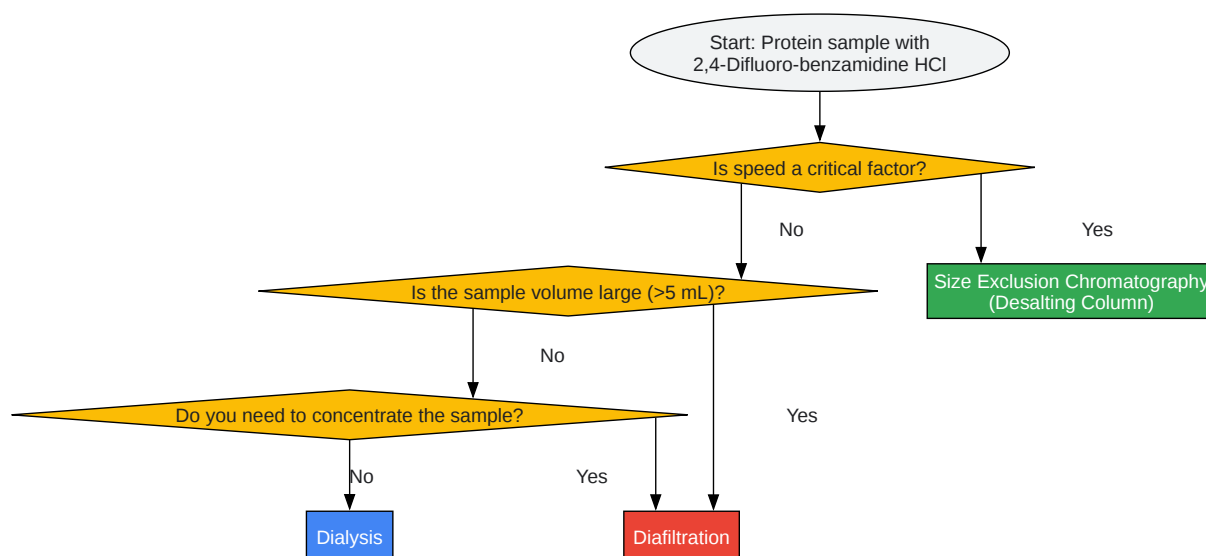 Start: Protein sample with
2,4-Difluoro-benzamidine HCl
Is speed a critical factor?
No
Yes
Is the sample volume large (>5 mL)?
Size Exclusion Chromatography
(Desalting Column)
No
Do you need to concentrate the sample?
Yes
No
Yes
Dialysis
Diafiltration